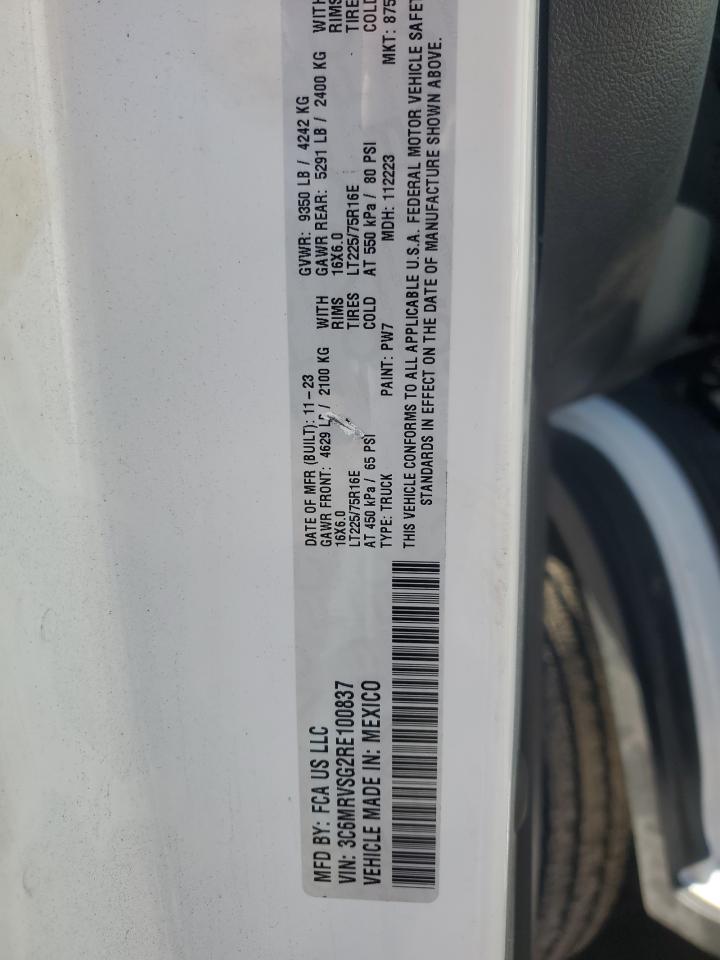 MFD BY: FCA US LLC
VIN: 3C6MRVSG2RE100837
VEHICLE MADE IN: MEXICO
DATE OF MFR (BUILT): 11-23 GVWR: 9350 LB / 4242 KG
GAWR FRONT: 4629 LB / 2100 KG WITH GAWR REAR: 5291 LB / 2400 KG WITH
16X6.0 RIMS 16X6.0 RIMS
LT225/75R16E TIRES LT225/75R16E TIRE
AT 450 kPa / 65 PSI COLD AT 550 kPa / 80 PSI COLD
TYPE: TRUCK PAINT: PW7 MDH: 112223 MKT: 875
THIS VEHICLE CONFORMS TO ALL APPLICABLE U.S.A. FEDERAL MOTOR VEHICLE SAFET
STANDARDS IN EFFECT ON THE DATE OF MANUFACTURE SHOWN ABOVE.